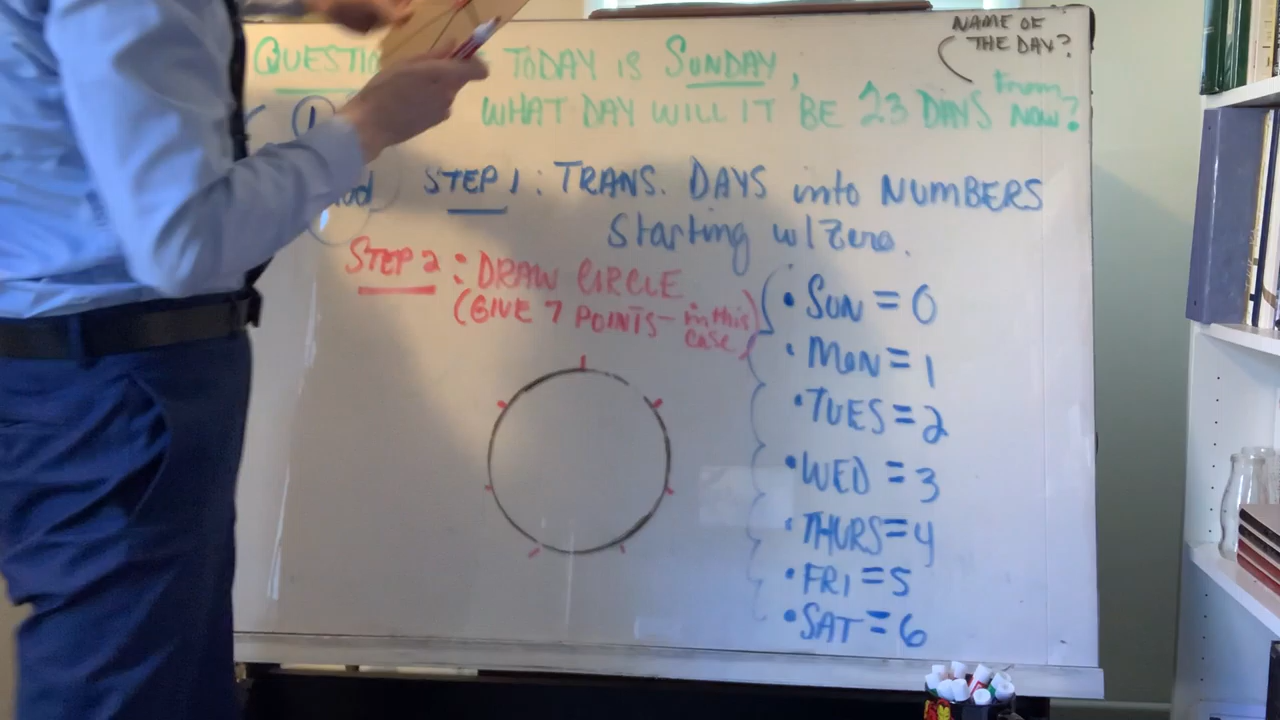 NAME OF
THE DAY?
TODAY IS SUNDAY,
WHAT DAY WILL IT BE 23 DAYS From Now?
1
STEP 1: TRANS. DAYS into NUMBERS
Starting w/Zero.
STEP 2: DRAW CIRCLE
(GIVE 7 POINTS - in this
case)
• SUN = 0
• MON = 1
• TUES = 2
• WED = 3
• THURS = 4
• FRI = 5
• SAT = 6